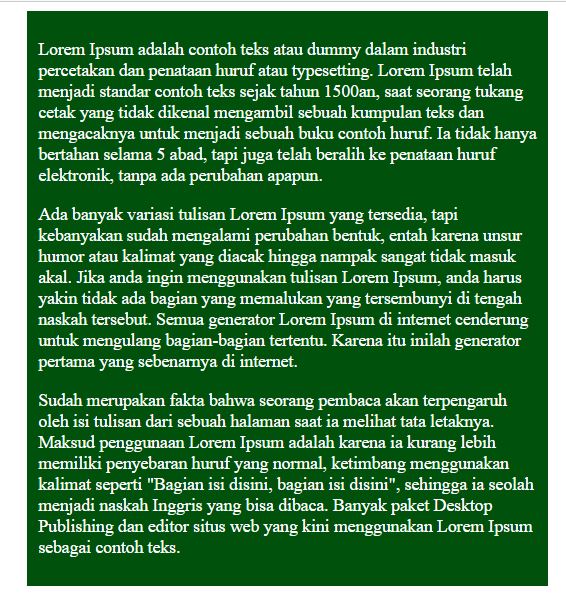 Lorem Ipsum adalah contoh teks atau dummy dalam industri
percetakan dan penataan huruf atau typesetting. Lorem Ipsum telah
menjadi standar contoh teks sejak tahun 1500an, saat seorang tukang
cetak yang tidak dikenal mengambil sebuah kumpulan teks dan
mengacaknya untuk menjadi sebuah buku contoh huruf. Ia tidak hanya
bertahan selama 5 abad, tapi juga telah beralih ke penataan huruf
elektronik, tanpa ada perubahan apapun.
Ada banyak variasi tulisan Lorem Ipsum yang tersedia, tapi
kebanyakan sudah mengalami perubahan bentuk, entah karena unsur
humor atau kalimat yang diacak hingga nampak sangat tidak masuk
akal. Jika anda ingin menggunakan tulisan Lorem Ipsum, anda harus
yakin tidak ada bagian yang memalukan yang tersembunyi di tengah
naskah tersebut. Semua generator Lorem Ipsum di internet cenderung
untuk mengulang bagian-bagian tertentu. Karena itu inilah generator
pertama yang sebenarnya di internet.
Sudah merupakan fakta bahwa seorang pembaca akan terpengaruh
oleh isi tulisan dari sebuah halaman saat ia melihat tata letaknya.
Maksud penggunaan Lorem Ipsum adalah karena ia kurang lebih
memiliki penyebaran huruf yang normal, ketimbang menggunakan
kalimat seperti "Bagian isi disini, bagian isi disini", sehingga ia seolah
menjadi naskah Inggris yang bisa dibaca. Banyak paket Desktop
Publishing dan editor situs web yang kini menggunakan Lorem Ipsum
sebagai contoh teks.